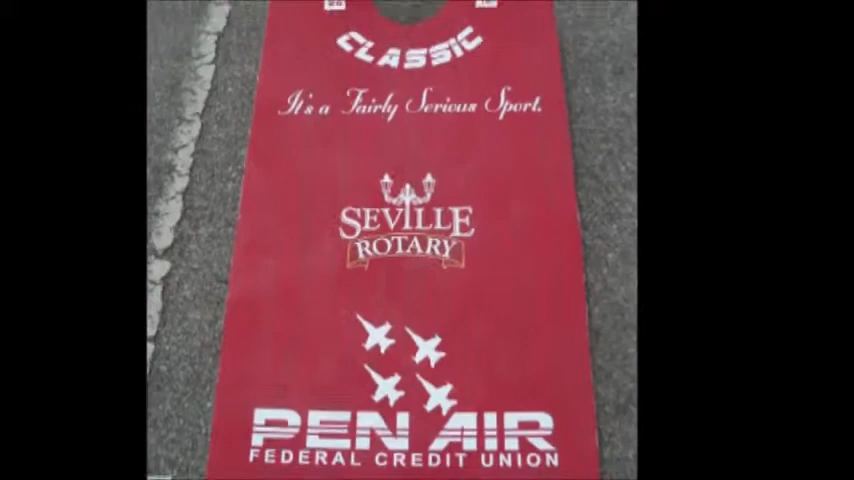 CLASSIC
It's a Fairly Serious Sport.
SEVILLE
ROTARY
PEN AIR
FEDERAL CREDIT UNION